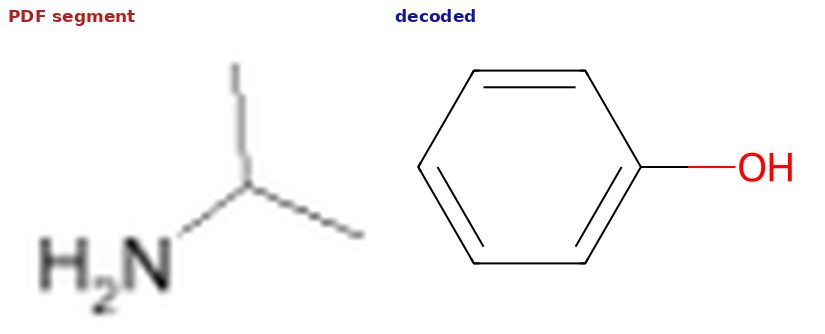 PDF segment
decoded
H₂N
OH